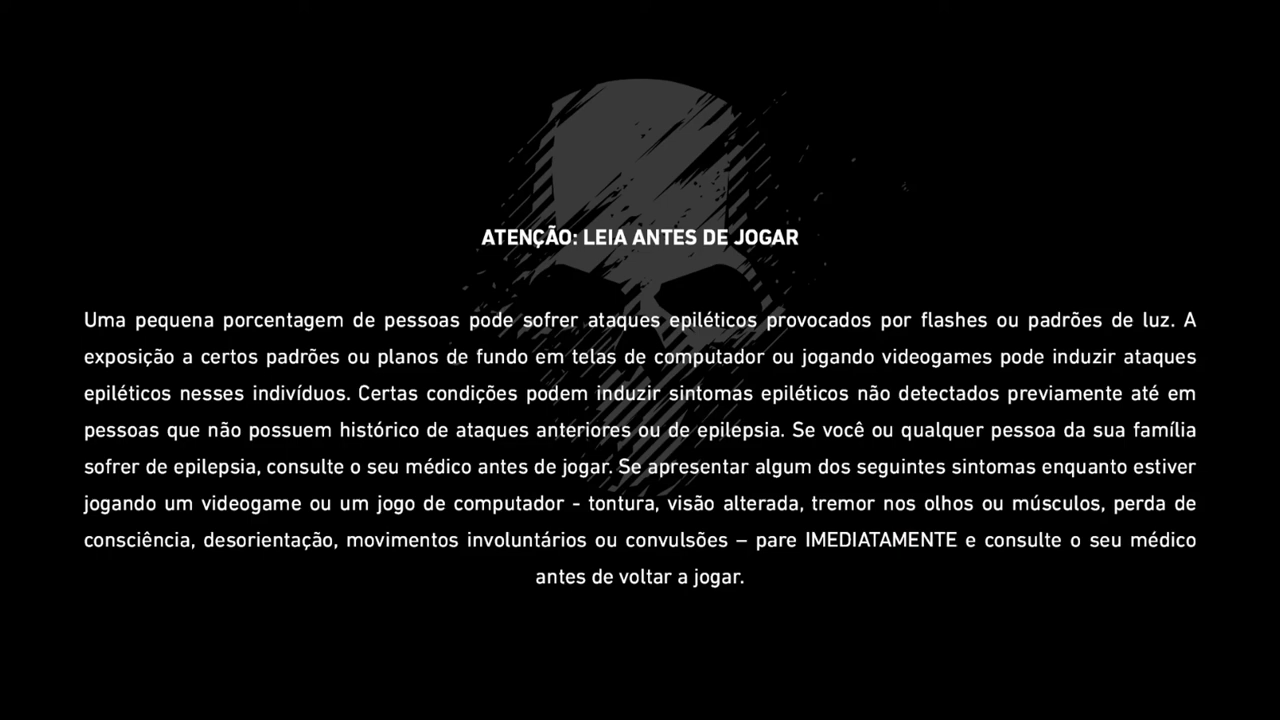 ATENÇÃO: LEIA ANTES DE JOGAR
Uma pequena porcentagem de pessoas pode sofrer ataques epiléticos provocados por flashes ou padrões de luz. A
exposição a certos padrões ou planos de fundo em telas de computador ou jogando videogames pode induzir ataques
epiléticos nesses indivíduos. Certas condições podem induzir sintomas epiléticos não detectados previamente até em
pessoas que não possuem histórico de ataques anteriores ou de epilepsia. Se você ou qualquer pessoa da sua família
sofrer de epilepsia, consulte o seu médico antes de jogar. Se apresentar algum dos seguintes sintomas enquanto estiver
jogando um videogame ou um jogo de computador - tontura, visão alterada, tremor nos olhos ou músculos, perda de
consciência, desorientação, movimentos involuntários ou convulsões – pare IMEDIATAMENTE e consulte o seu médico
antes de voltar a jogar.